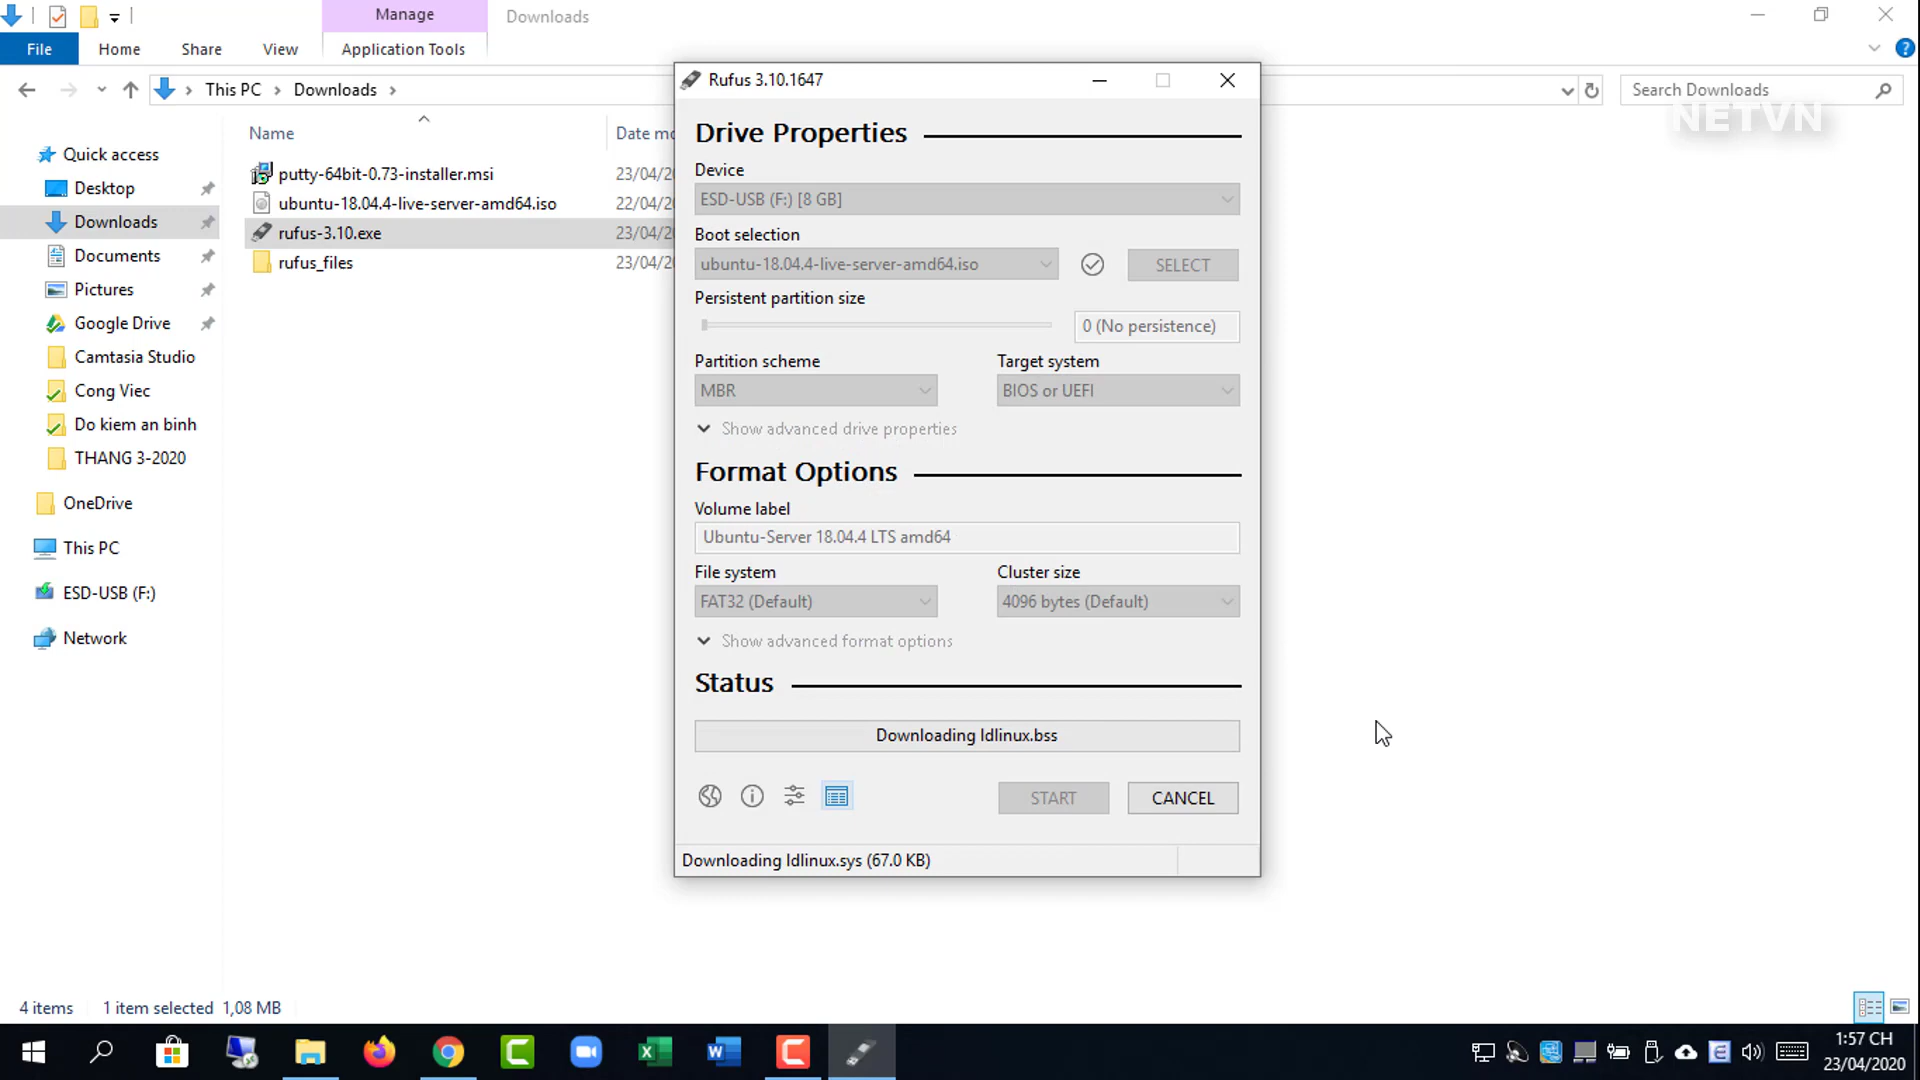 Manage
Downloads
File
Home
Share
View
Application Tools
This PC
Downloads
Search Downloads
NETVN
Quick access
Desktop
Downloads
Documents
Pictures
Google Drive
Camtasia Studio
Cong Viec
Do kiem an binh
THANG 3-2020
OneDrive
This PC
ESD-USB (F:)
Network
Name
Date mo
putty-64bit-0.73-installer.msi
23/04/20
ubuntu-18.04.4-live-server-amd64.iso
22/04/20
rufus-3.10.exe
23/04/20
rufus_files
23/04/20
Rufus 3.10.1647
Drive Properties
Device
ESD-USB (F:) [8 GB]
Boot selection
ubuntu-18.04.4-live-server-amd64.iso
SELECT
Persistent partition size
0 (No persistence)
Partition scheme
Target system
MBR
BIOS or UEFI
Show advanced drive properties
Format Options
Volume label
Ubuntu-Server 18.04.4 LTS amd64
File system
Cluster size
FAT32 (Default)
4096 bytes (Default)
Show advanced format options
Status
Downloading ldlinux.bss
START
CANCEL
Downloading ldlinux.sys (67.0 KB)
4 items
1 item selected 1,08 MB
1:57 CH
23/04/2020